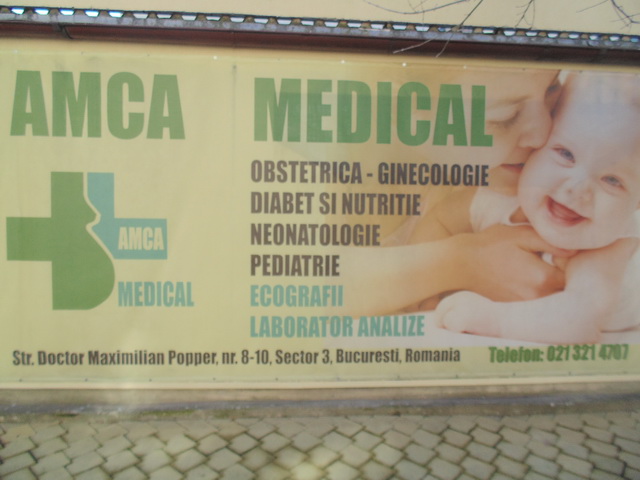 AMCA MEDICAL
AMCA
MEDICAL
OBSTETRICA - GINECOLOGIE
DIABET SI NUTRITIE
NEONATOLOGIE
PEDIATRIE
ECOGRAFII
LABORATOR ANALIZE
Str. Doctor Maximilian Popper, nr. 8-10, Sector 3, Bucuresti, Romania
Telefon: 021 321 4707